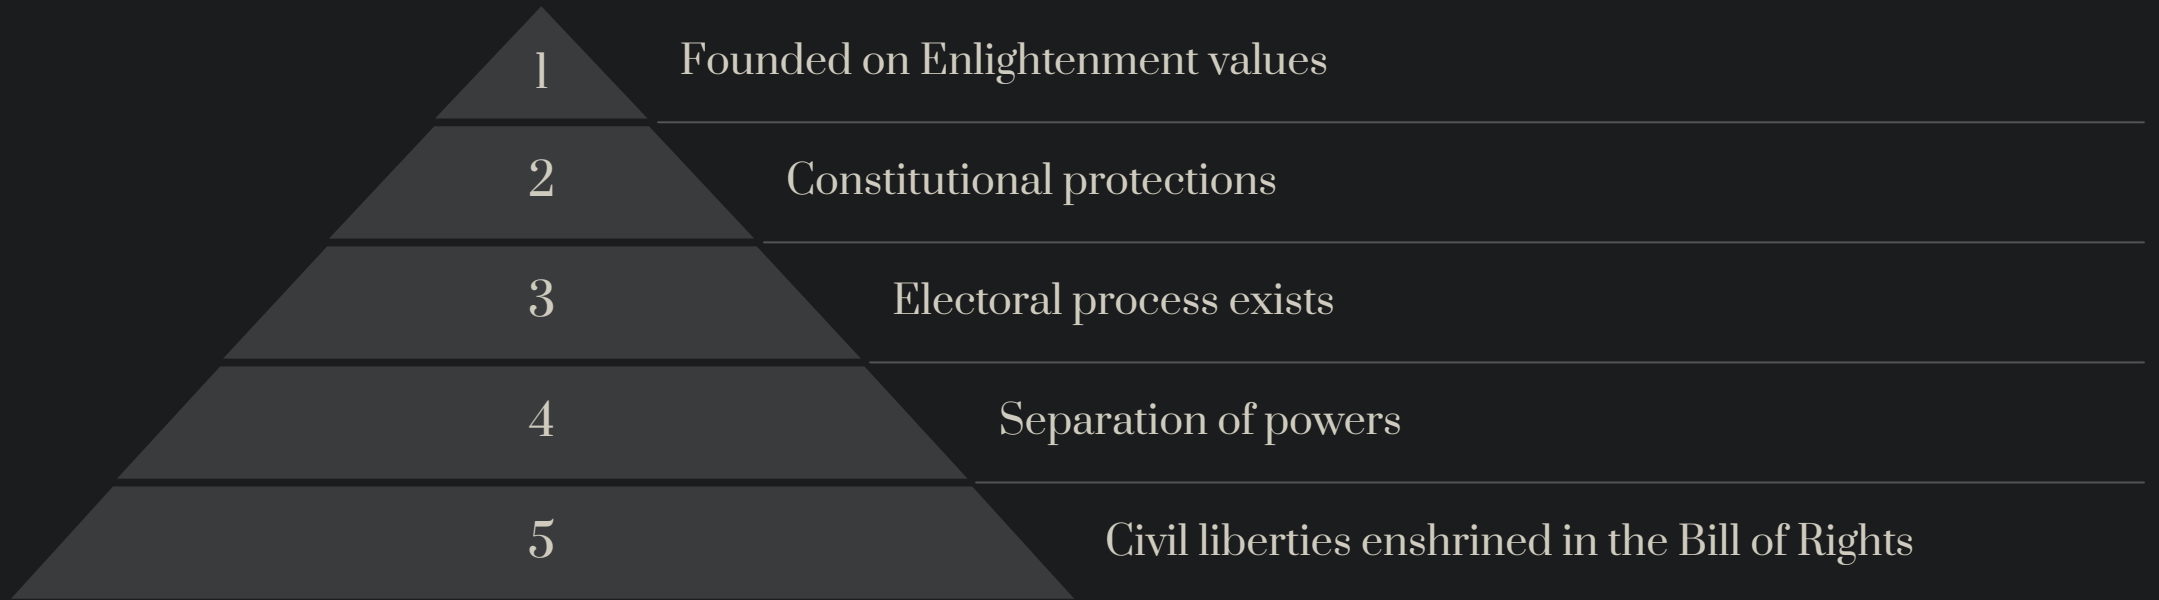 1
Founded on Enlightenment values
2
Constitutional protections
3
Electoral process exists
4
Separation of powers
5
Civil liberties enshrined in the Bill of Rights